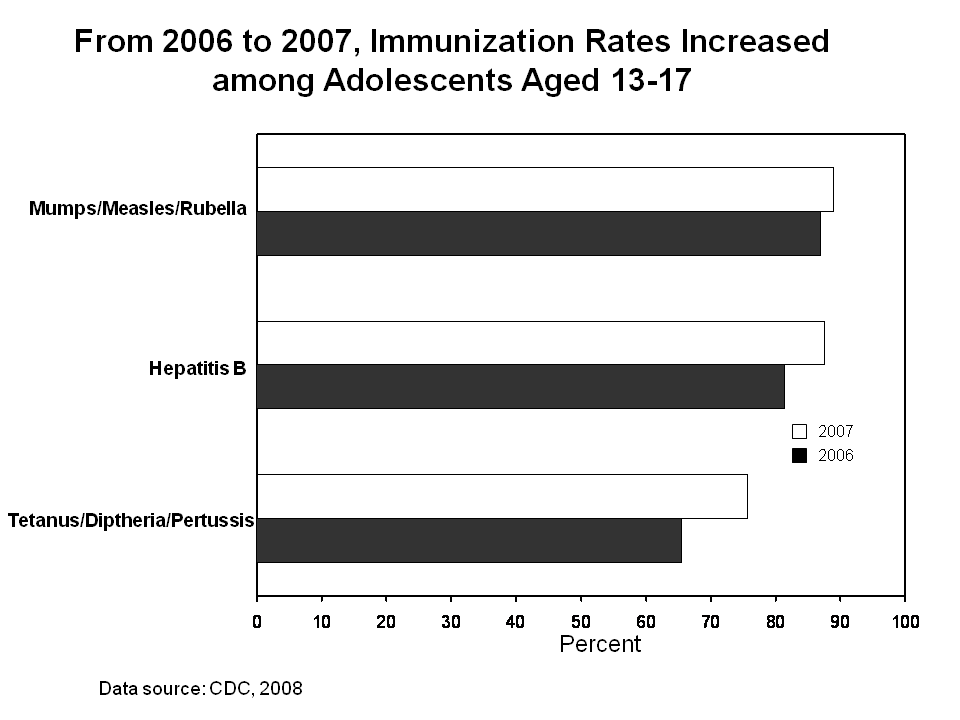 From 2006 to 2007, Immunization Rates Increased
among Adolescents Aged 13-17
Mumps/Measles/Rubella
Hepatitis B
2007
2006
Tetanus/Diptheria/Pertussis
0 10 20 30 40 50 60 70 80 90 100
Percent
Data source: CDC, 2008